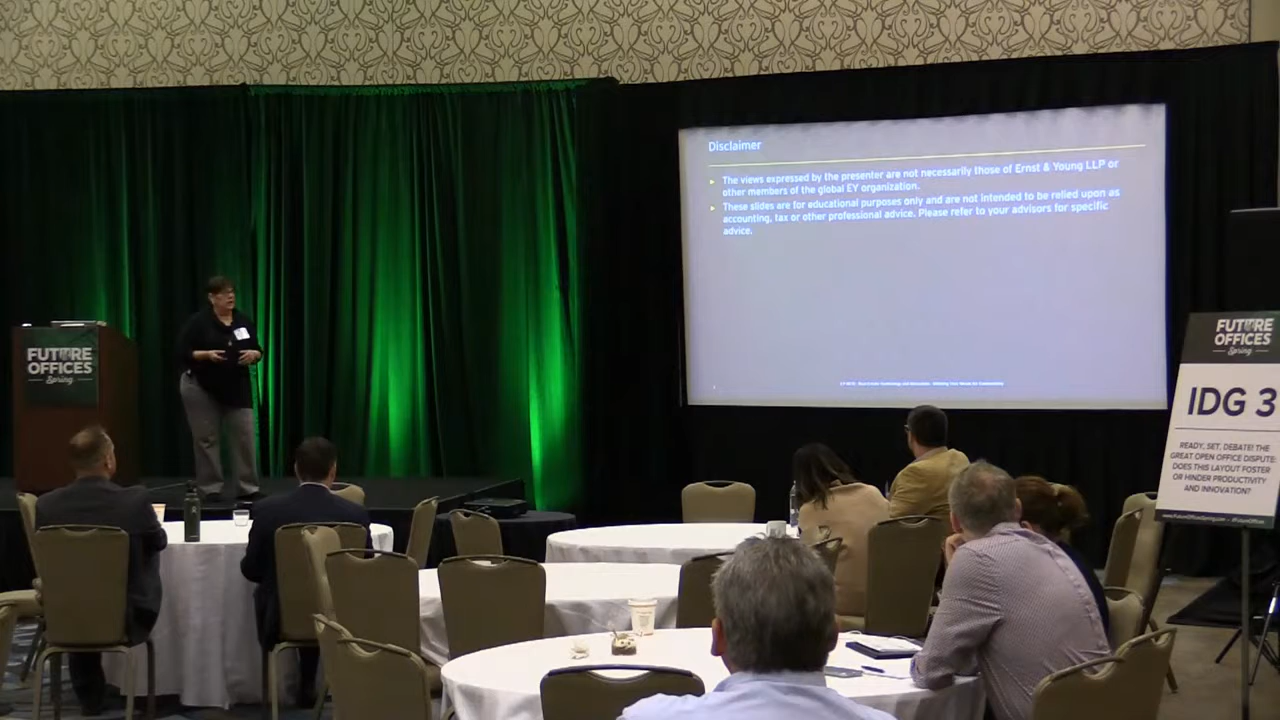 Disclaimer
The views expressed by the presenter are not necessarily those of Ernst & Young LLP or
other members of the global EY organization.
These slides are for educational purposes only and are not intended to be relied upon as
accounting, tax or other professional advice. Please refer to your advisors for specific
advice.
FUTURE
OFFICES
Spring
FUTURE
OFFICES
Spring
IDG 3
READY, SET, DEBATE! THE
GREAT OPEN OFFICE DISPUTE:
DOES THIS LAYOUT FOSTER
OR HINDER PRODUCTIVITY
AND INNOVATION?